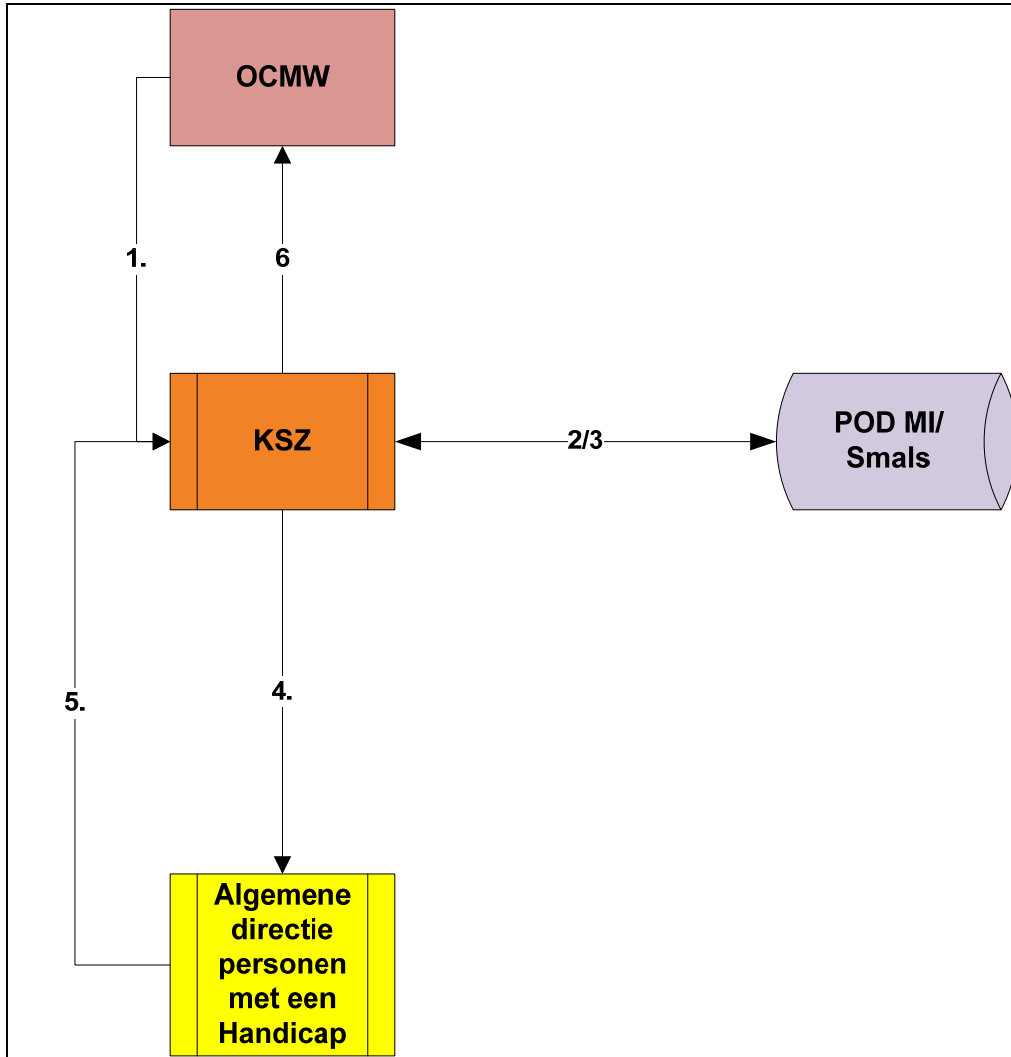 OCMW
1.
6
KSZ
2/3
POD MI/
Smals
4.
5.
Algemene
directie
personen
met een
Handicap